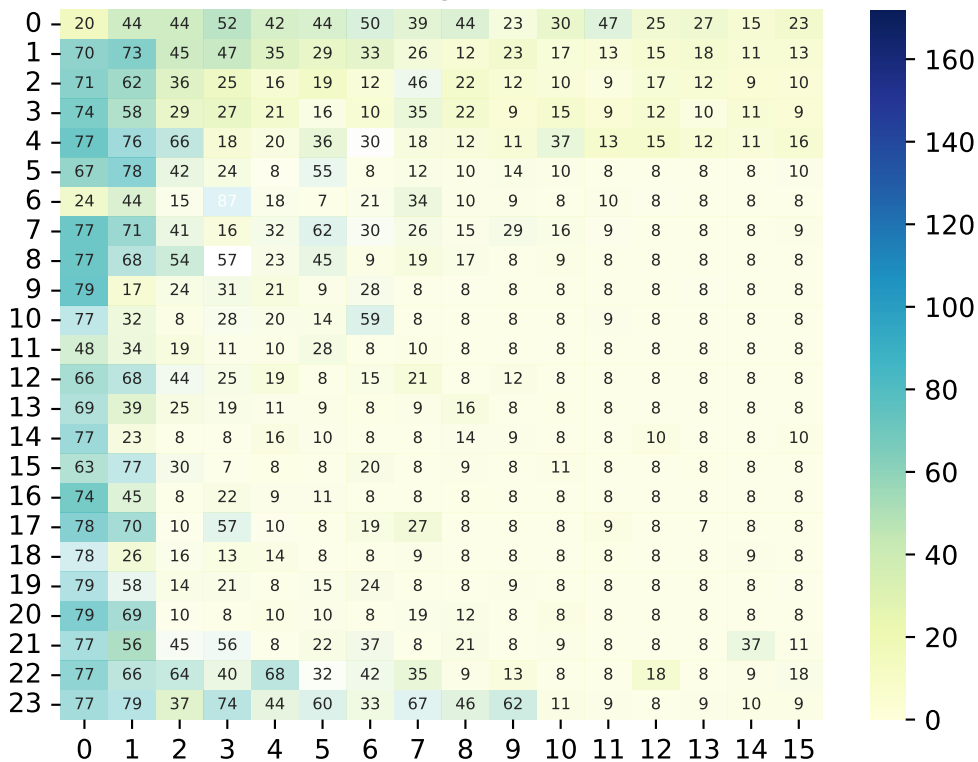 0 20 44 44 52 42 44 50 39 44 23 30 47 25 27 15 23
1 70 73 45 47 35 29 33 26 12 23 17 13 15 18 11 13
2 71 62 36 25 16 19 12 46 22 12 10 9 17 12 9 10
3 74 58 29 27 21 16 10 35 22 9 15 9 12 10 11 9
4 77 76 66 18 20 36 30 18 12 11 37 13 15 12 11 16
5 67 78 42 24 8 55 8 12 10 14 10 8 8 8 8 10
6 24 44 15 87 18 7 21 34 10 9 8 10 8 8 8 8
7 77 71 41 16 32 62 30 26 15 29 16 9 8 8 8 9
8 77 68 54 57 23 45 9 19 17 8 9 8 8 8 8 8
9 79 17 24 31 21 9 28 8 8 8 8 8 8 8 8 8
10 77 32 8 28 20 14 59 8 8 8 8 9 8 8 8 8
11 48 34 19 11 10 28 8 10 8 8 8 8 8 8 8 8
12 66 68 44 25 19 8 15 21 8 12 8 8 8 8 8 8
13 69 39 25 19 11 9 8 9 16 8 8 8 8 8 8 8
14 77 23 8 8 16 10 8 8 14 9 8 8 10 8 8 10
15 63 77 30 7 8 8 20 8 9 8 11 8 8 8 8 8
16 74 45 8 22 9 11 8 8 8 8 8 8 8 8 8 8
17 78 70 10 57 10 8 19 27 8 8 8 9 8 7 8 8
18 78 26 16 13 14 8 8 9 8 8 8 8 8 8 9 8
19 79 58 14 21 8 15 24 8 8 9 8 8 8 8 8 8
20 79 69 10 8 10 10 8 19 12 8 8 8 8 8 8 8
21 77 56 45 56 8 22 37 8 21 8 9 8 8 8 37 11
22 77 66 64 40 68 32 42 35 9 13 8 8 18 8 9 18
23 77 79 37 74 44 60 33 67 46 62 11 9 8 9 10 9
0 1 2 3 4 5 6 7 8 9 10 11 12 13 14 15
160
140
120
100
80
60
40
20
0